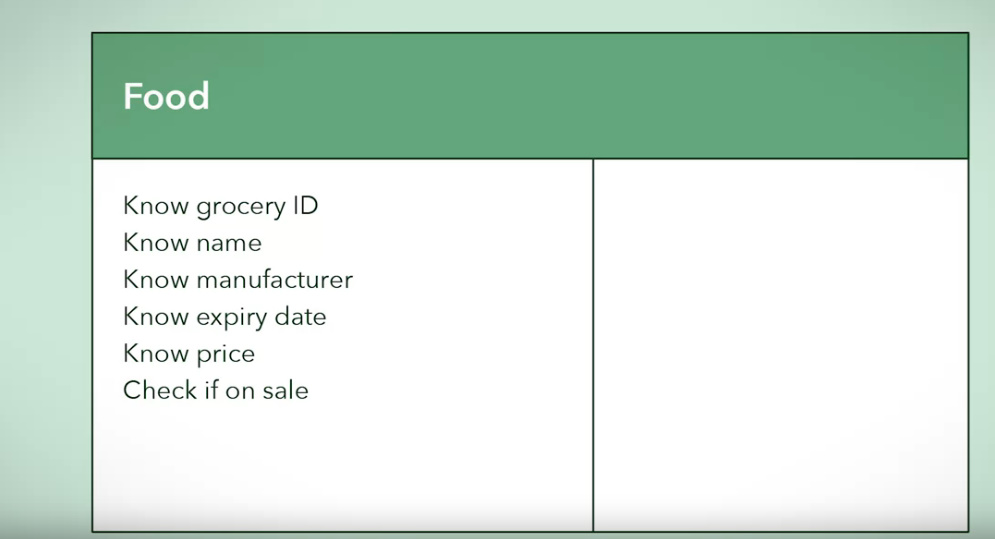 Food
Know grocery ID
Know name
Know manufacturer
Know expiry date
Know price
Check if on sale